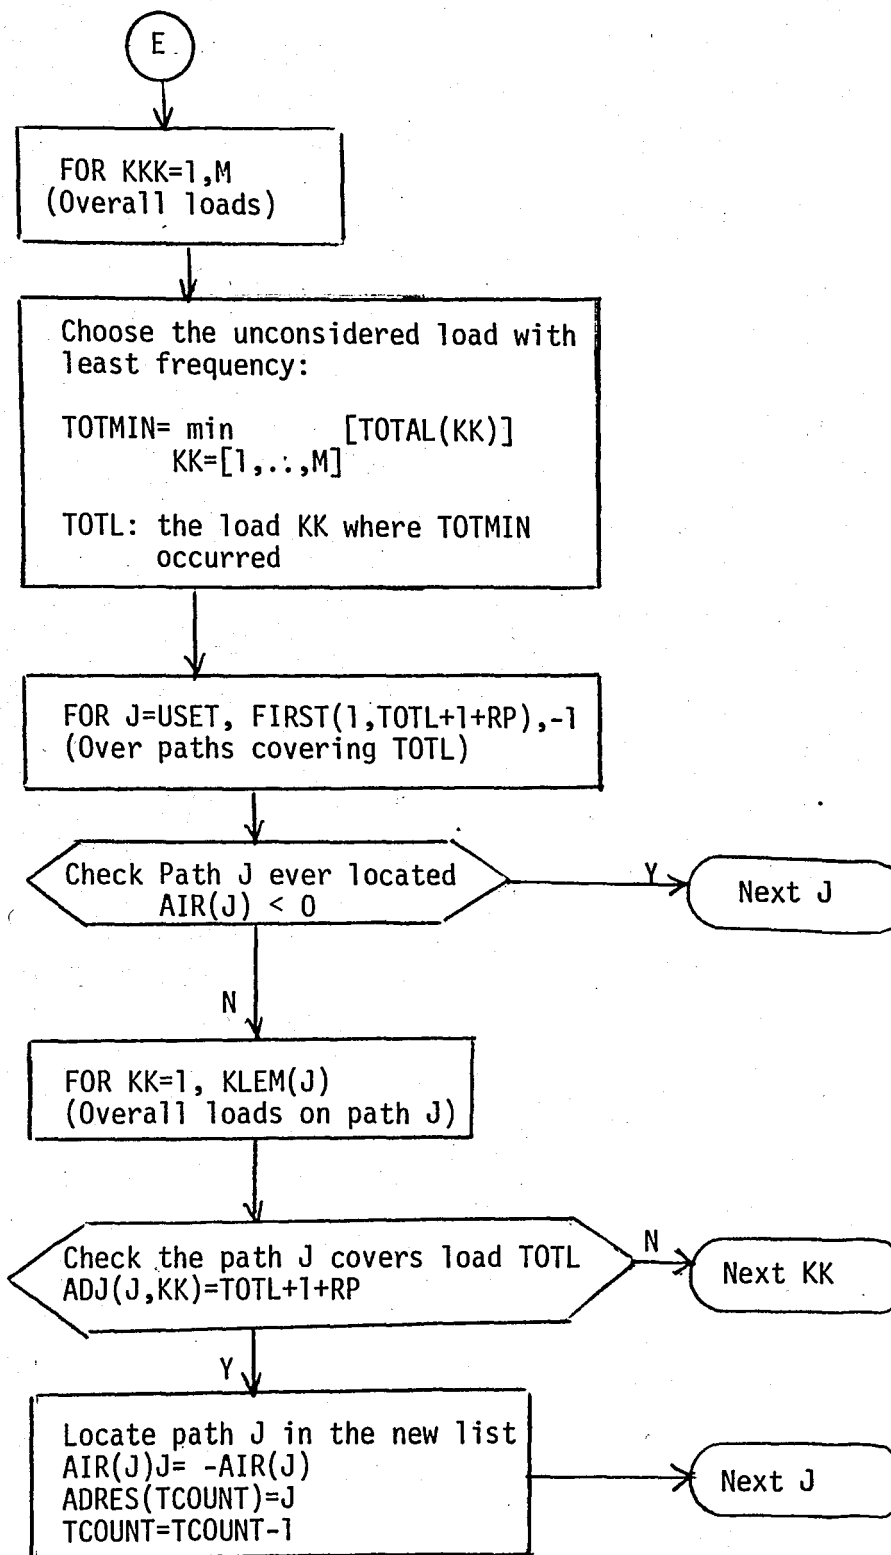 E
FOR KKK=1,M
(Overall loads)
Choose the unconsidered load with
least frequency:
TOTMIN= min [TOTAL(KK)]
KK=[1,..,M]
TOTL: the load KK where TOTMIN
occurred
FOR J=USET, FIRST(1,TOTL+1+RP),-1
(Over paths covering TOTL)
Check Path J ever located
AIR(J) < 0
Y
Next J
N
FOR KK=1, KLEM(J)
(Overall loads on path J)
Check the path J covers load TOTL
ADJ(J,KK)=TOTL+1+RP
N
Next KK
Y
Locate path J in the new list
AIR(J)J= -AIR(J)
ADRES(TCOUNT)=J
TCOUNT=TCOUNT-1
Next J